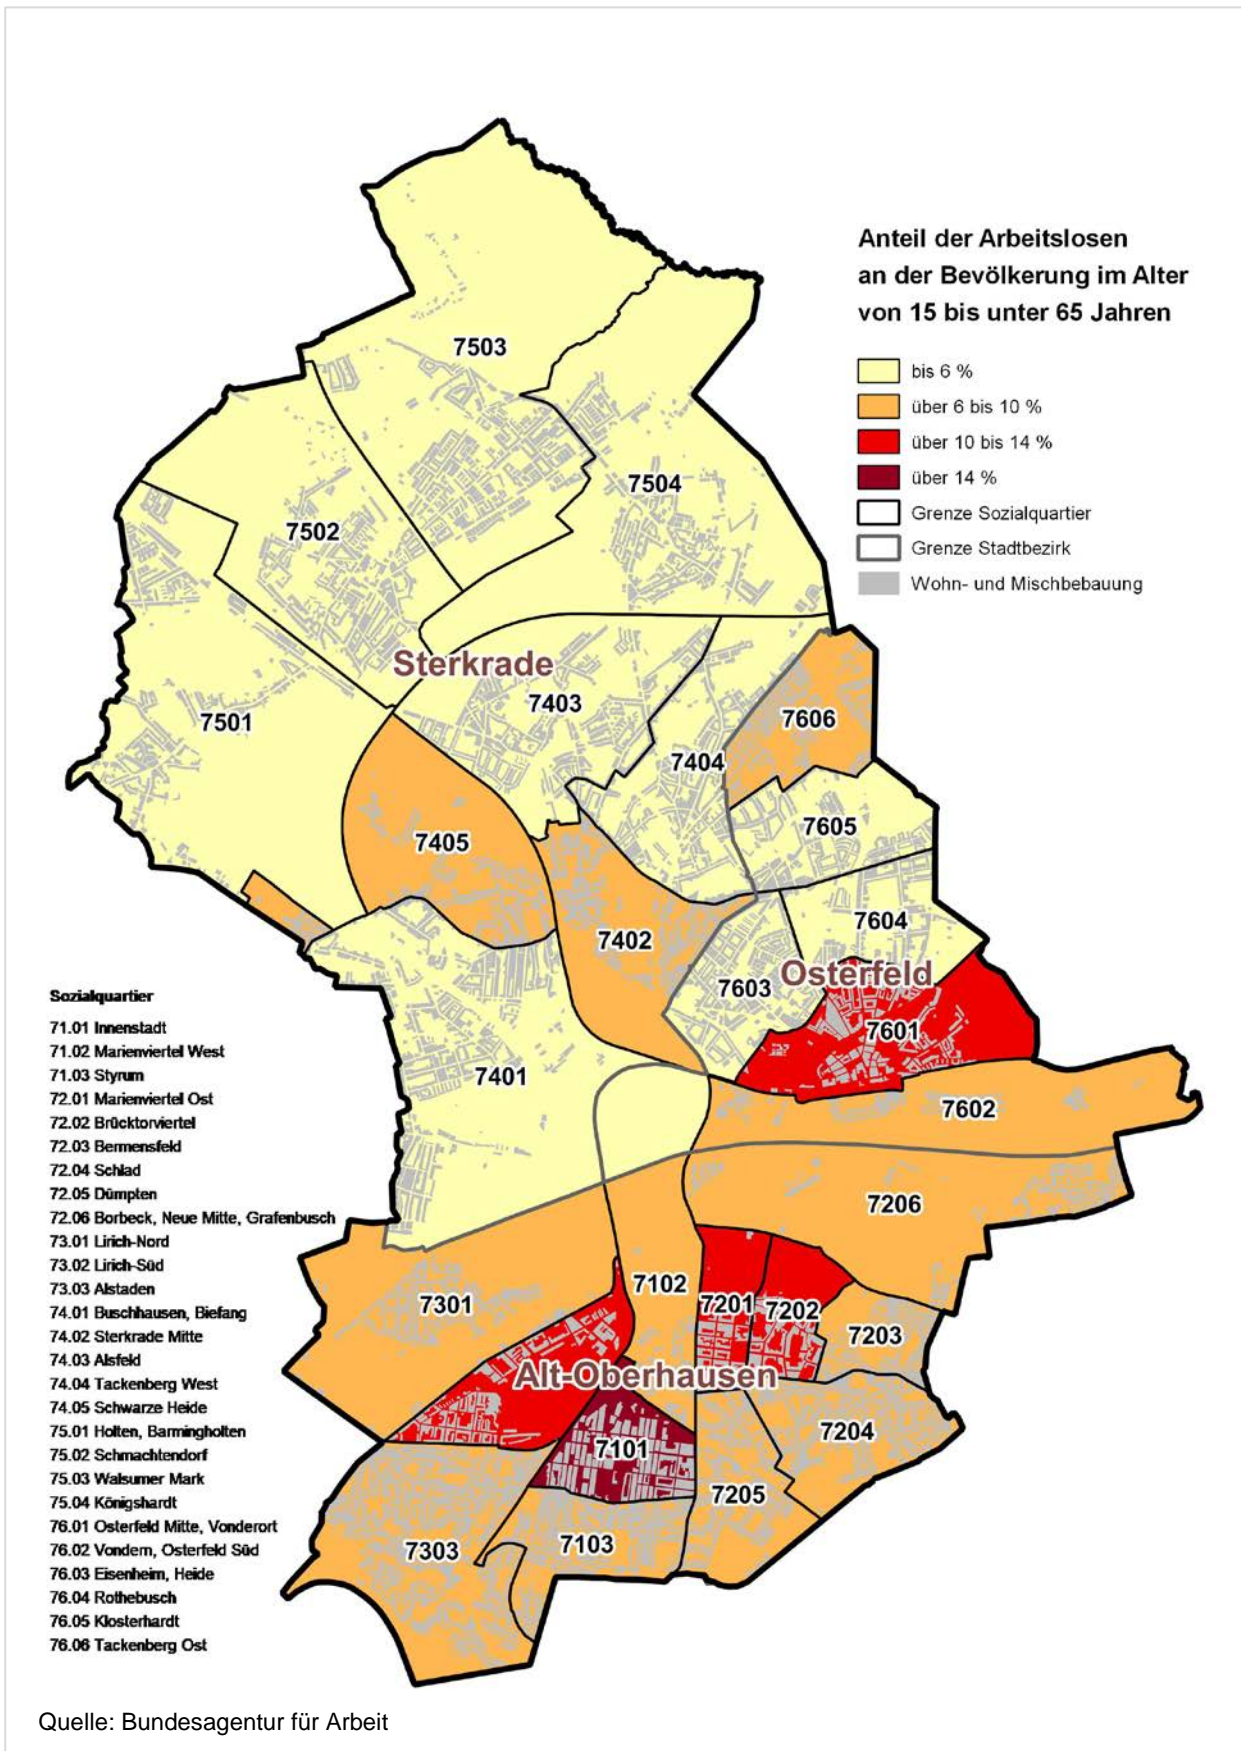 Anteil der Arbeitslosen
an der Bevölkerung im Alter
von 15 bis unter 65 Jahren
bis 6 %
über 6 bis 10 %
über 10 bis 14 %
über 14 %
Grenze Sozialquartier
Grenze Stadtbezirk
Wohn- und Mischbebauung
7503
7504
7502
Sterkrade
7403
7501
7606
7404
7605
7405
7604
7402
Osterfeld
7603
7601
7401
7602
7206
7102
7301
7201
7202
7203
Alt-Oberhausen
7101
7204
7205
7103
7303
Sozialquartier
71.01 Innenstadt
71.02 Marienviertel West
71.03 Styrum
72.01 Marienviertel Ost
72.02 Brücktorviertel
72.03 Bermensfeld
72.04 Schlad
72.05 Dümpten
72.06 Borbeck, Neue Mitte, Grafenbusch
73.01 Lirich-Nord
73.02 Lirich-Süd
73.03 Alstaden
74.01 Buschhausen, Biefang
74.02 Sterkrade Mitte
74.03 Alsfeld
74.04 Tackenberg West
74.05 Schwarze Heide
75.01 Holten, Barmingholten
75.02 Schmachtendorf
75.03 Walsumer Mark
75.04 Königshardt
76.01 Osterfeld Mitte, Vonderort
76.02 Vondern, Osterfeld Süd
76.03 Eisenheim, Heide
76.04 Rothebusch
76.05 Klosterhardt
76.06 Tackenberg Ost
Quelle: Bundesagentur für Arbeit